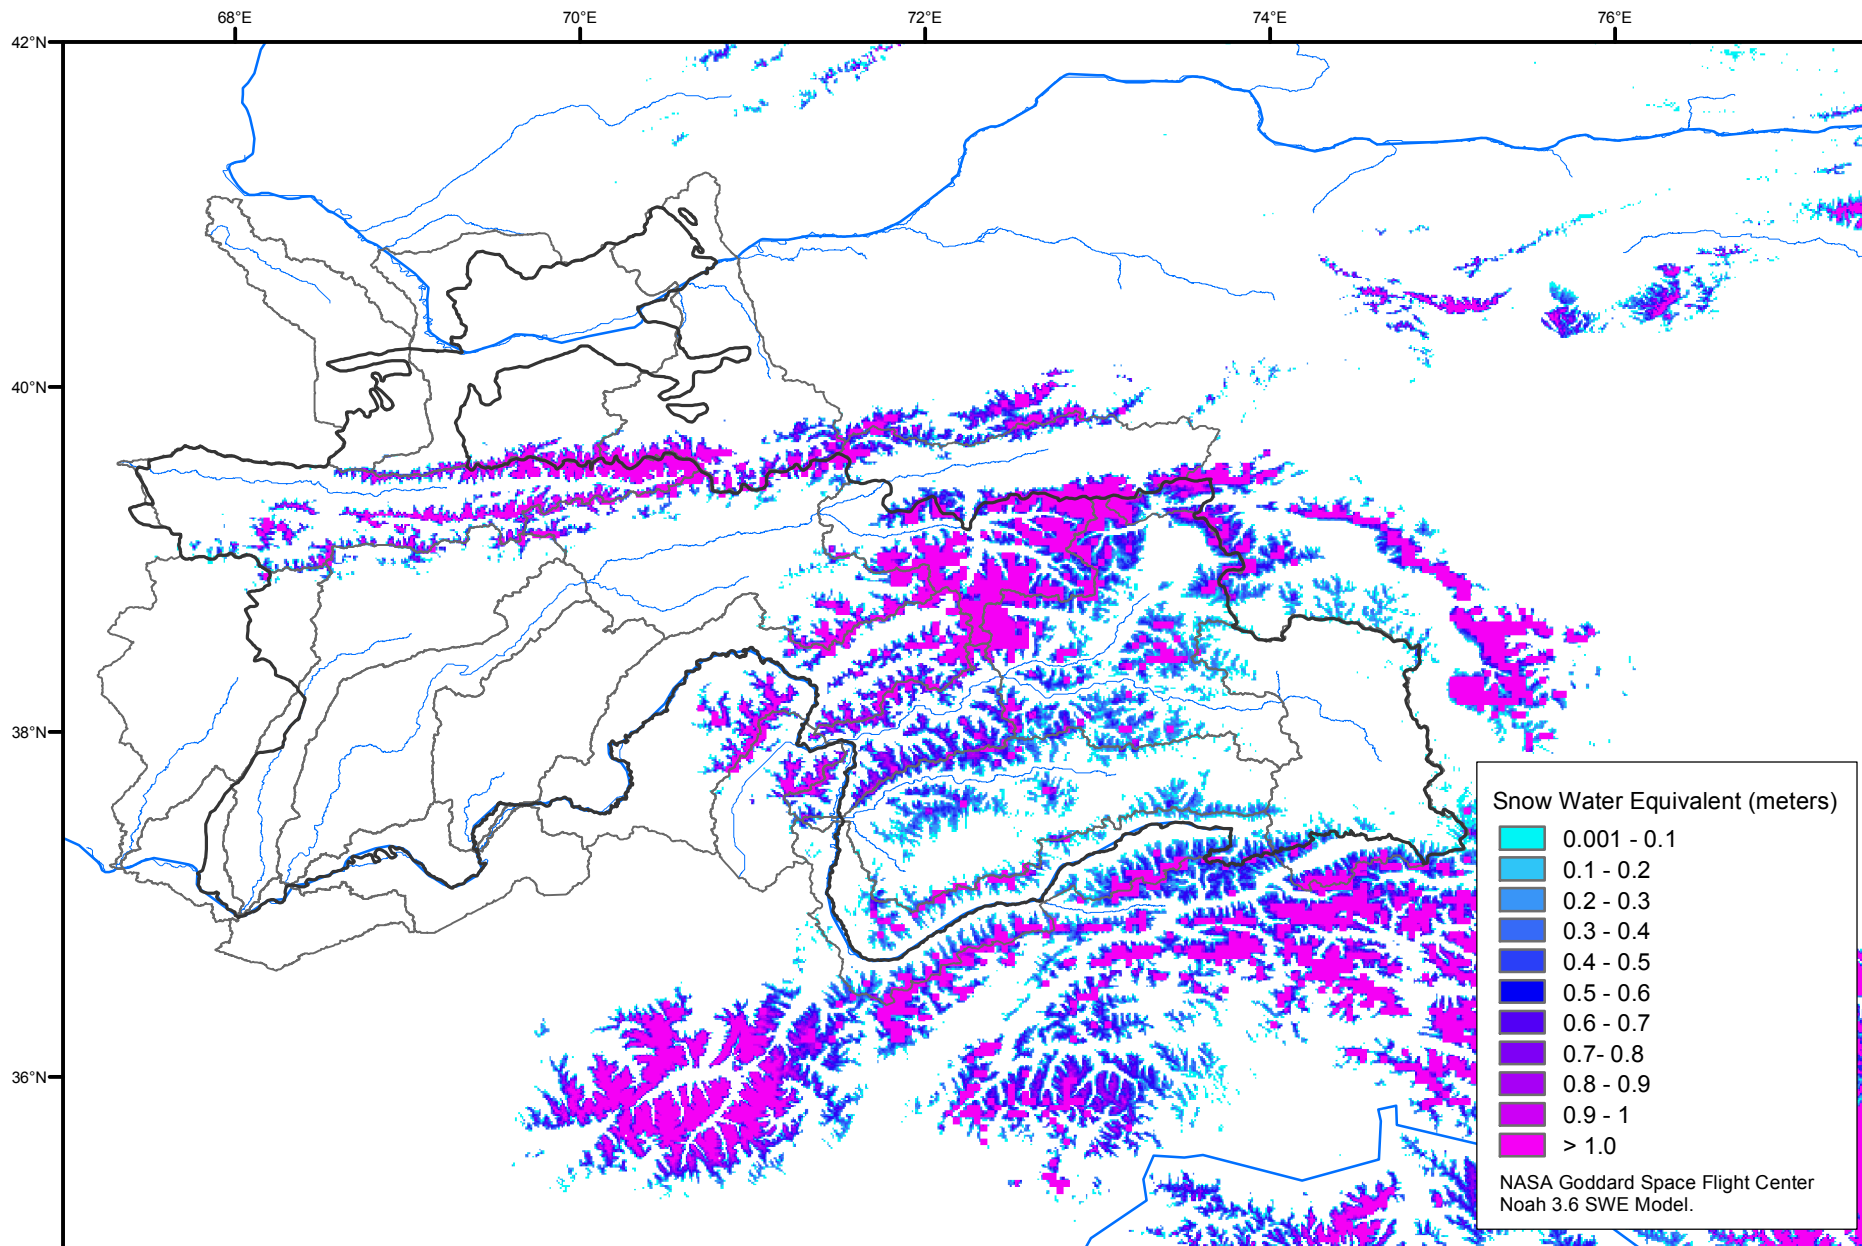 68°E 70°E 72°E 74°E 76°E
42°N
40°N
38°N
36°N
Snow Water Equivalent (meters)
0.001 - 0.1
0.1 - 0.2
0.2 - 0.3
0.3 - 0.4
0.4 - 0.5
0.5 - 0.6
0.6 - 0.7
0.7- 0.8
0.8 - 0.9
0.9 - 1
> 1.0
NASA Goddard Space Flight Center
Noah 3.6 SWE Model.